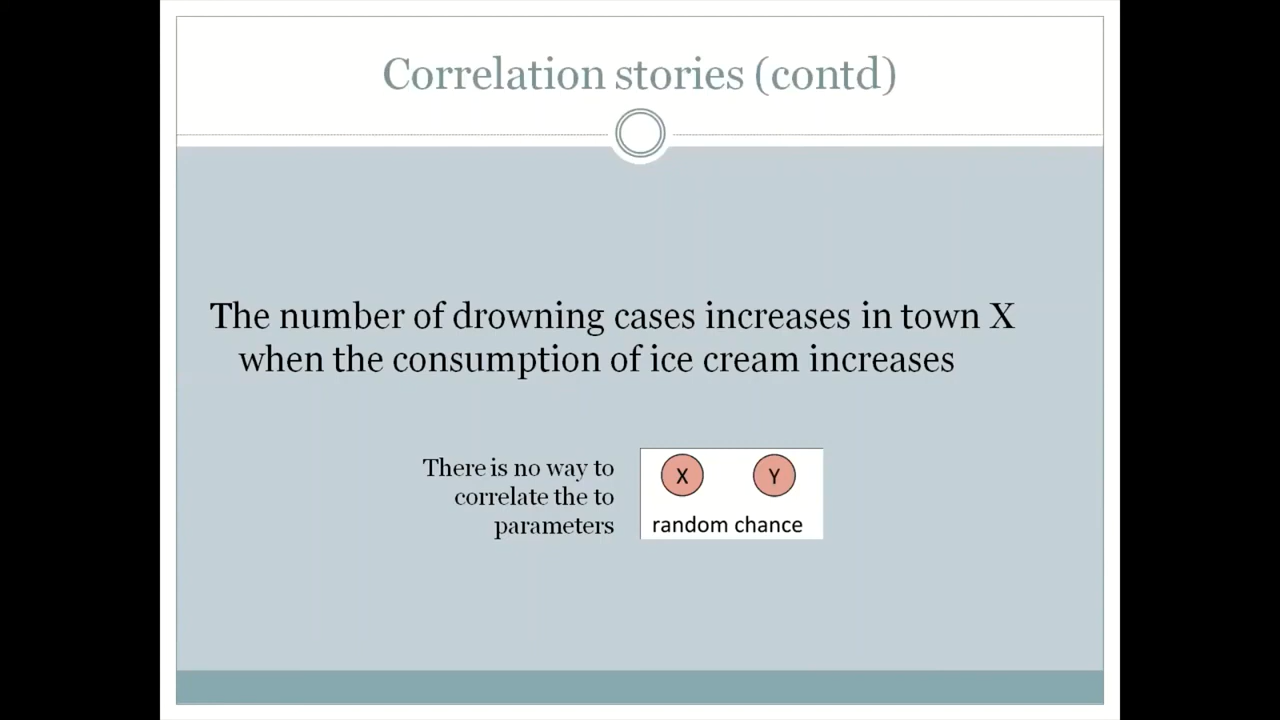 Correlation stories (contd)
The number of drowning cases increases in town X
when the consumption of ice cream increases
There is no way to
correlate the to
parameters
X Y
random chance